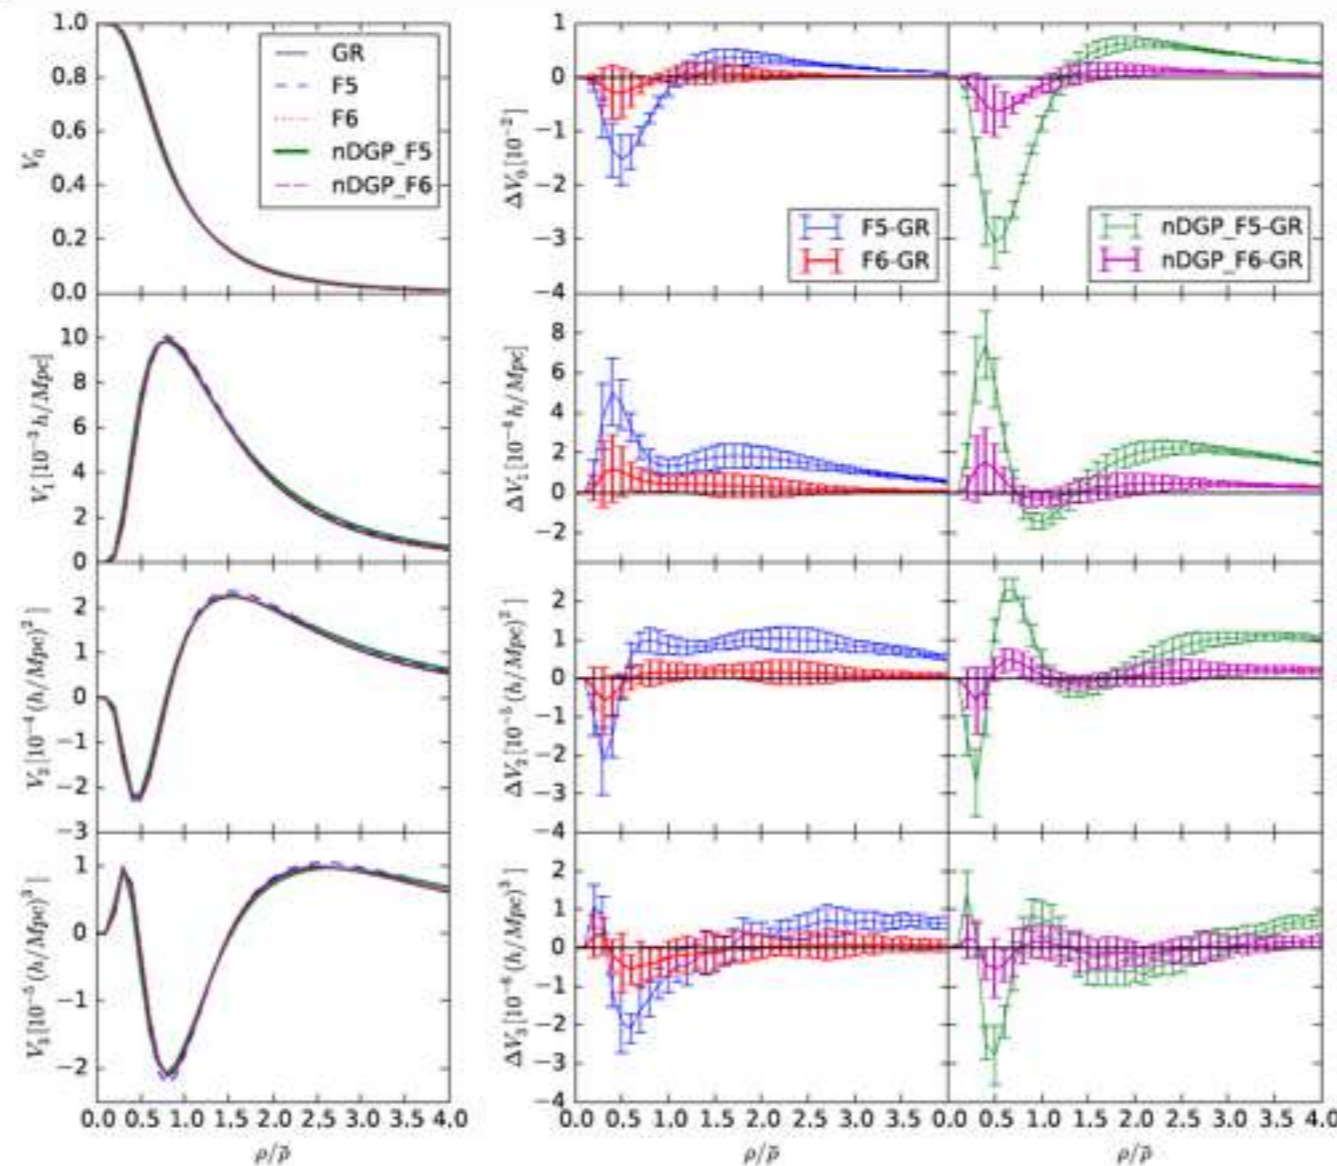 1.0
0.8
0.6
0.4
0.2
0.0
V₀
GR
F5
F6
nDGP_F5
nDGP_F6
1
0
−1
−2
−3
−4
ΔV₀[10⁻²]
F5-GR
F6-GR
nDGP_F5-GR
nDGP_F6-GR
10
8
6
4
2
0
V₁[10⁻³ h/Mpc]
8
6
4
2
0
−2
ΔV₁[10⁻⁴ h/Mpc]
2
1
0
−1
−2
−3
V₂[10⁻⁴(h/Mpc)²]
2
1
0
−1
−2
−3
−4
ΔV₂[10⁻⁵(h/Mpc)²]
1
0
−1
−2
V₃[10⁻⁵(h/Mpc)³]
2
1
0
−1
−2
−3
−4
ΔV₃[10⁻⁶(h/Mpc)³]
0.0 0.5 1.0 1.5 2.0 2.5 3.0 3.5 4.0
0.0 0.5 1.0 1.5 2.0 2.5 3.0 3.5
0.0 0.5 1.0 1.5 2.0 2.5 3.0 3.5 4.0
ρ/ρ̄
ρ/ρ̄
ρ/ρ̄